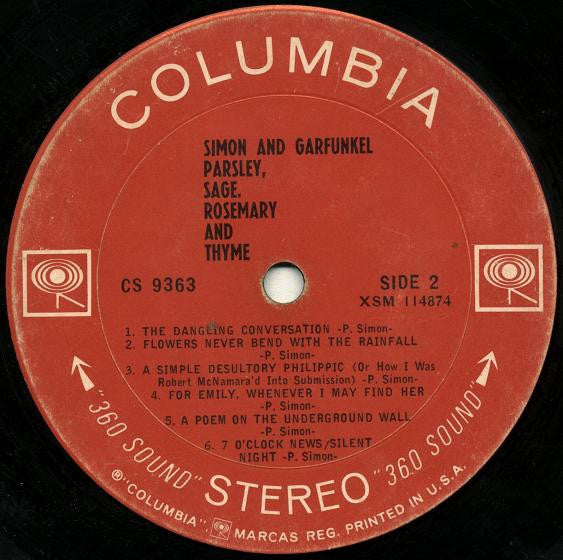 COLUMBIA
SIMON AND GARFUNKEL
PARSLEY,
SAGE.
ROSEMARY
AND
THYME
CS 9363
SIDE 2
XSM 114874
1. THE DANGLING CONVERSATION -P. Simon-
2. FLOWERS NEVER BEND WITH THE RAINFALL
-P. Simon-
3. A SIMPLE DESULTORY PHILIPPIC (Or How I Was
Robert McNamara'd Into Submission) -P. Simon-
4. FOR EMILY, WHENEVER I MAY FIND HER
-P. Simon-
5. A POEM ON THE UNDERGROUND WALL
-P. Simon-
6. 7 O'CLOCK NEWS/SILENT
NIGHT -P. Simon-
"360 SOUND" STEREO "360 SOUND"
®"COLUMBIA", MARCAS REG. PRINTED IN U.S.A.